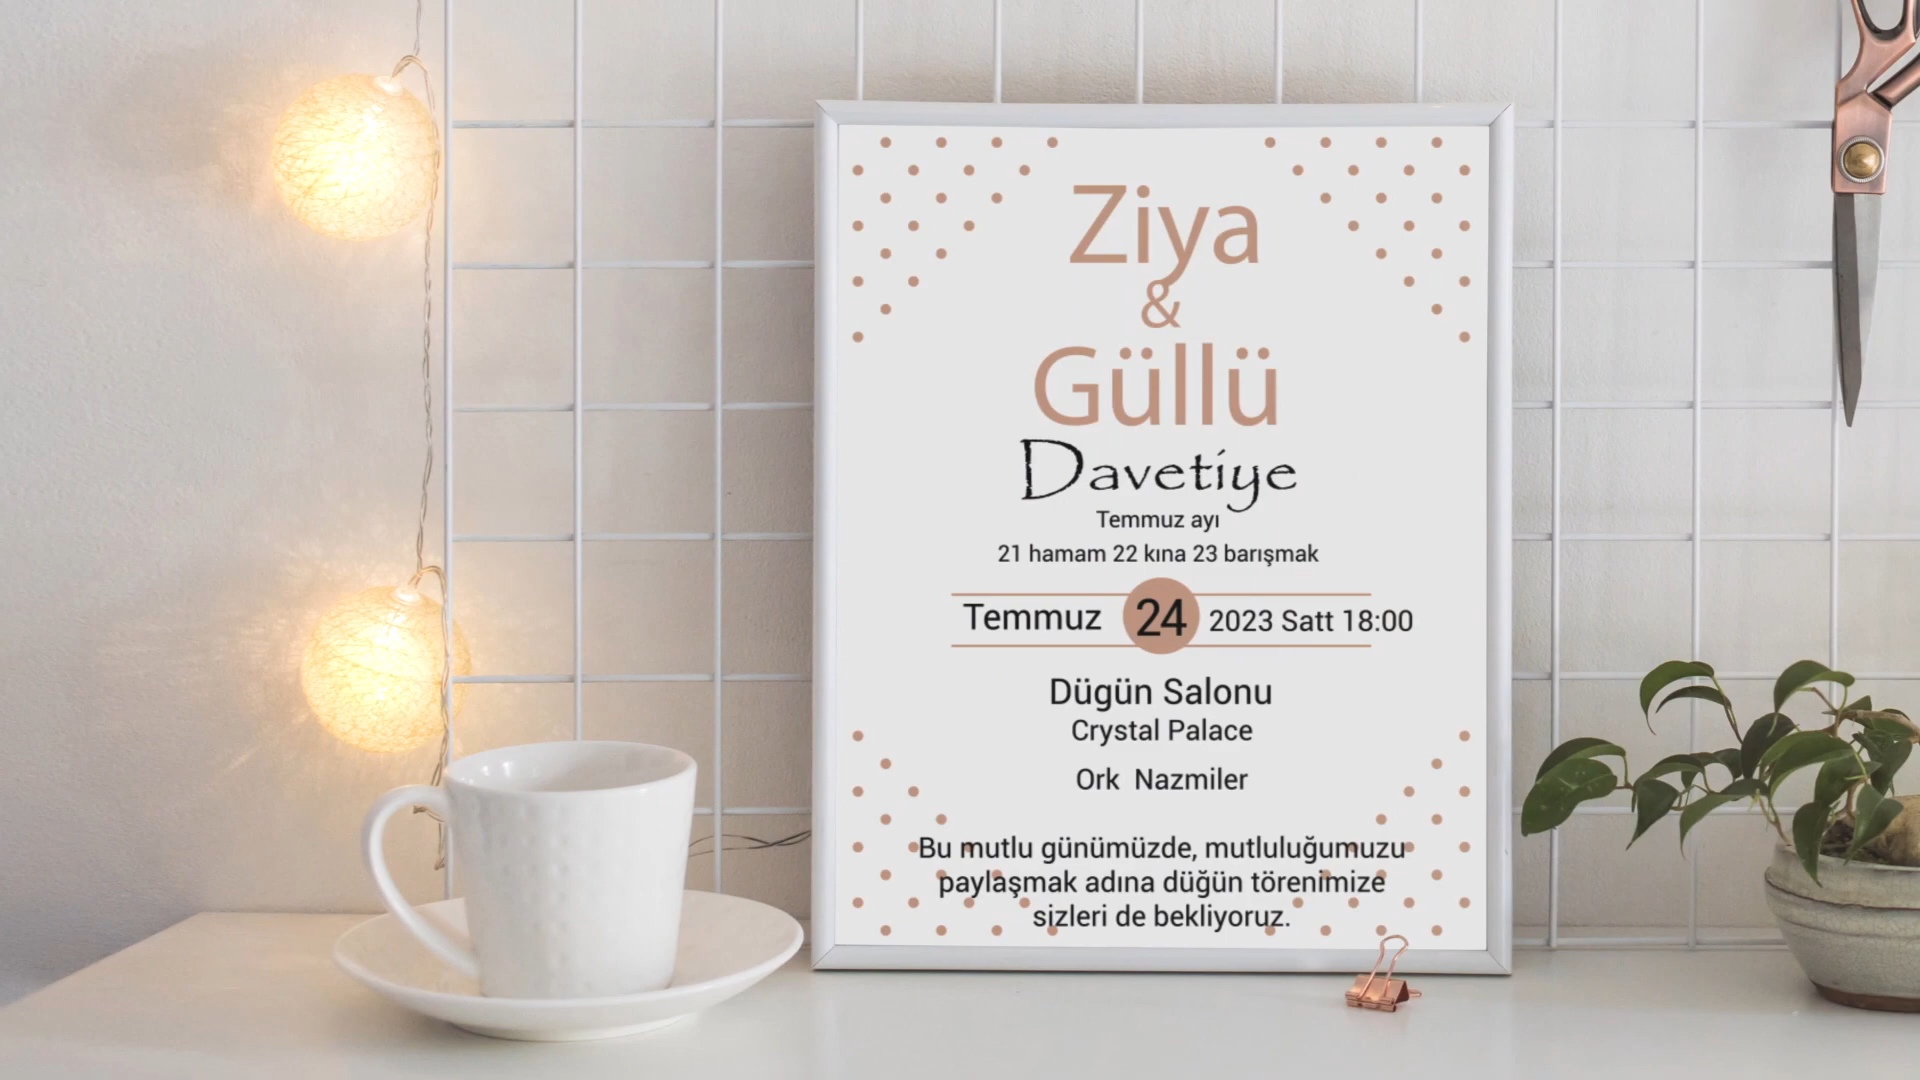 Ziya
&
Güllü
Davetiye
Temmuz ayı
21 hamam 22 kına 23 barışmak
Temmuz 24 2023 Satt 18:00
Dügün Salonu
Crystal Palace
Ork Nazmiler
Bu mutlu günümüzde, mutluluğumuzu
paylaşmak adına düğün törenimize
sizleri de bekliyoruz.